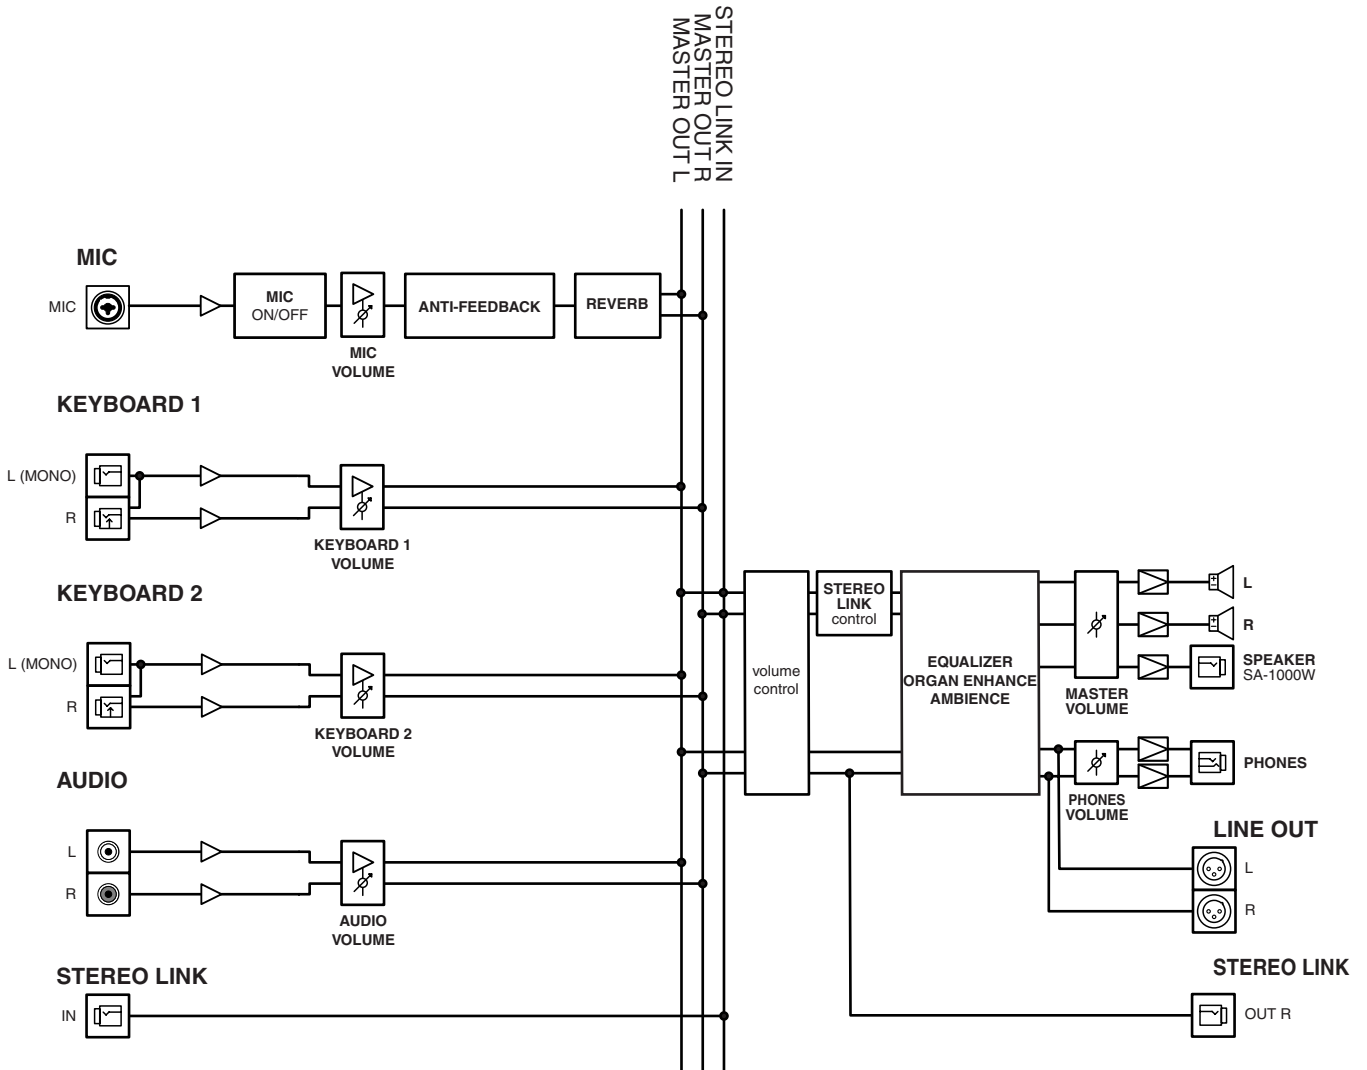 STEREO LINK IN
MASTER OUT R
MASTER OUT L
MIC
MIC
MIC
ON/OFF
MIC
VOLUME
ANTI-FEEDBACK
REVERB
KEYBOARD 1
L (MONO)
R
KEYBOARD 1
VOLUME
KEYBOARD 2
L (MONO)
R
KEYBOARD 2
VOLUME
AUDIO
L
R
AUDIO
VOLUME
STEREO LINK
IN
volume
control
STEREO
LINK
control
EQUALIZER
ORGAN ENHANCE
AMBIENCE
MASTER
VOLUME
L
R
SPEAKER
SA-1000W
PHONES
VOLUME
PHONES
LINE OUT
L
R
STEREO LINK
OUT R